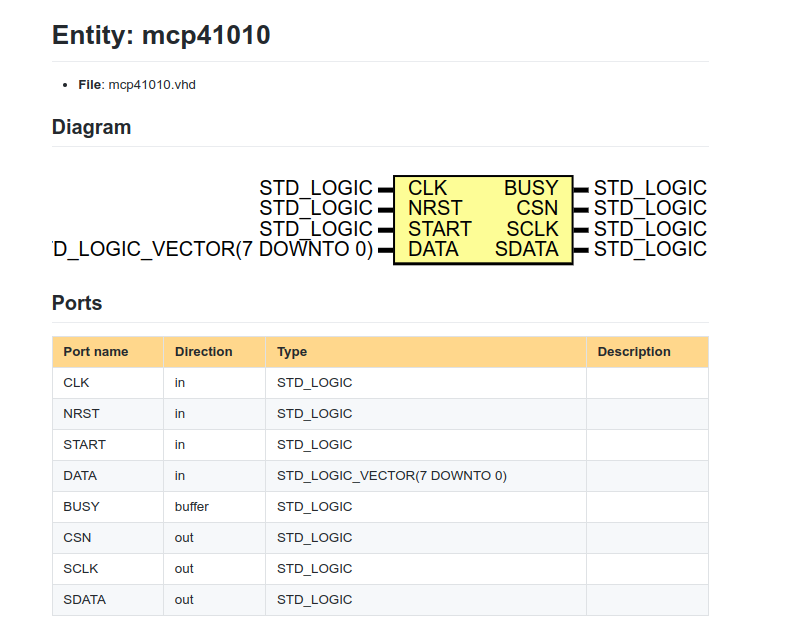 Entity: mcp41010
• File: mcp41010.vhd
Diagram
STD_LOGIC CLK BUSY STD_LOGIC
STD_LOGIC NRST CSN STD_LOGIC
STD_LOGIC START SCLK STD_LOGIC
D_LOGIC_VECTOR(7 DOWNTO 0) DATA SDATA STD_LOGIC
Ports
Port name Direction Type Description
CLK in STD_LOGIC
NRST in STD_LOGIC
START in STD_LOGIC
DATA in STD_LOGIC_VECTOR(7 DOWNTO 0)
BUSY buffer STD_LOGIC
CSN out STD_LOGIC
SCLK out STD_LOGIC
SDATA out STD_LOGIC